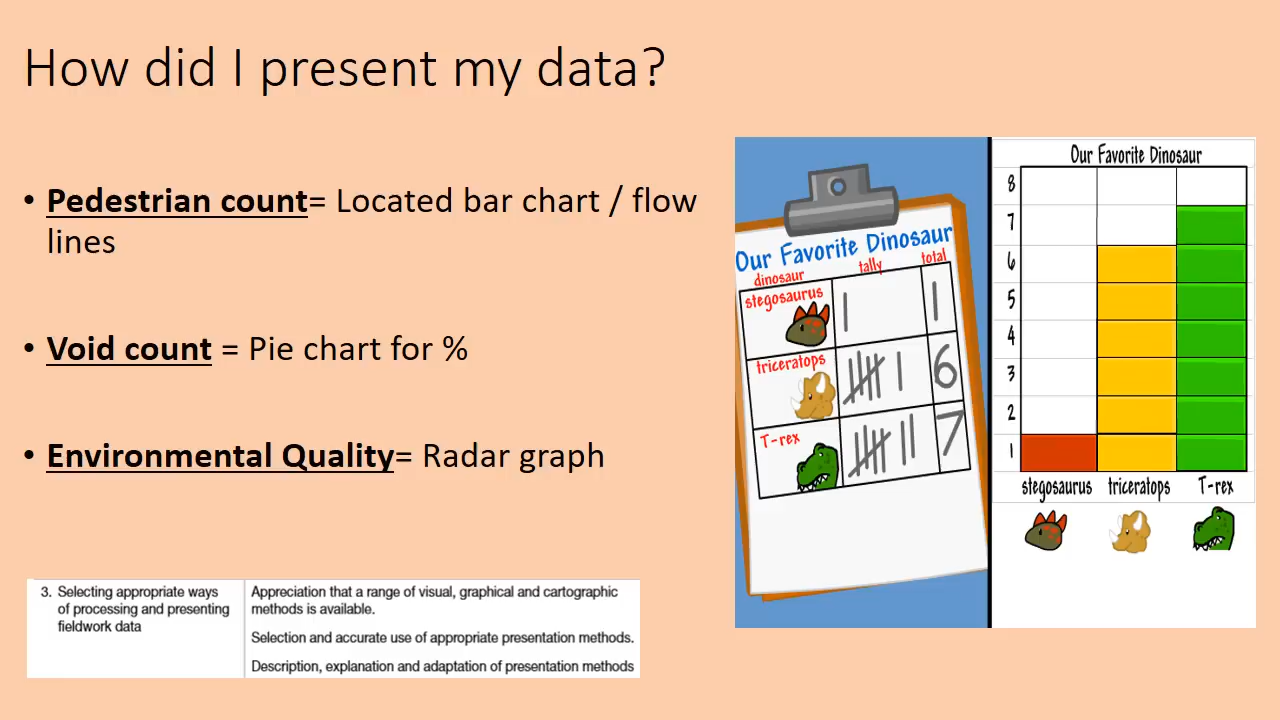 How did I present my data?
• Pedestrian count= Located bar chart / flow
lines
• Void count = Pie chart for %
• Environmental Quality= Radar graph
3. Selecting appropriate ways
of processing and presenting
fieldwork data
Appreciation that a range of visual, graphical and cartographic
methods is available.
Selection and accurate use of appropriate presentation methods.
Description, explanation and adaptation of presentation methods
Our Favorite Dinosaur
dinosaur tally total
stegosaurus 1
triceratops 6
T-rex 7
Our Favorite Dinosaur
8
7
6
5
4
3
2
1
stegosaurus triceratops T-rex